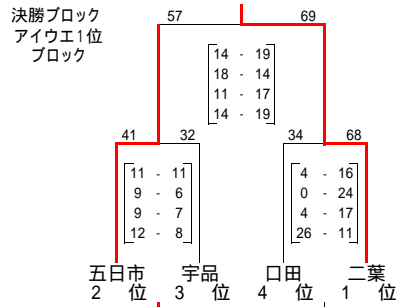 決勝ブロック
アイウエ1位
ブロック
57 69
14 - 19
18 - 14
11 - 17
14 - 19
41 32 34 68
11 - 11 4 - 16
9 - 6 0 - 24
9 - 7 4 - 17
12 - 8 26 - 11
五日市 宇品 口田 二葉
2 位 3 位 4 位 1 位